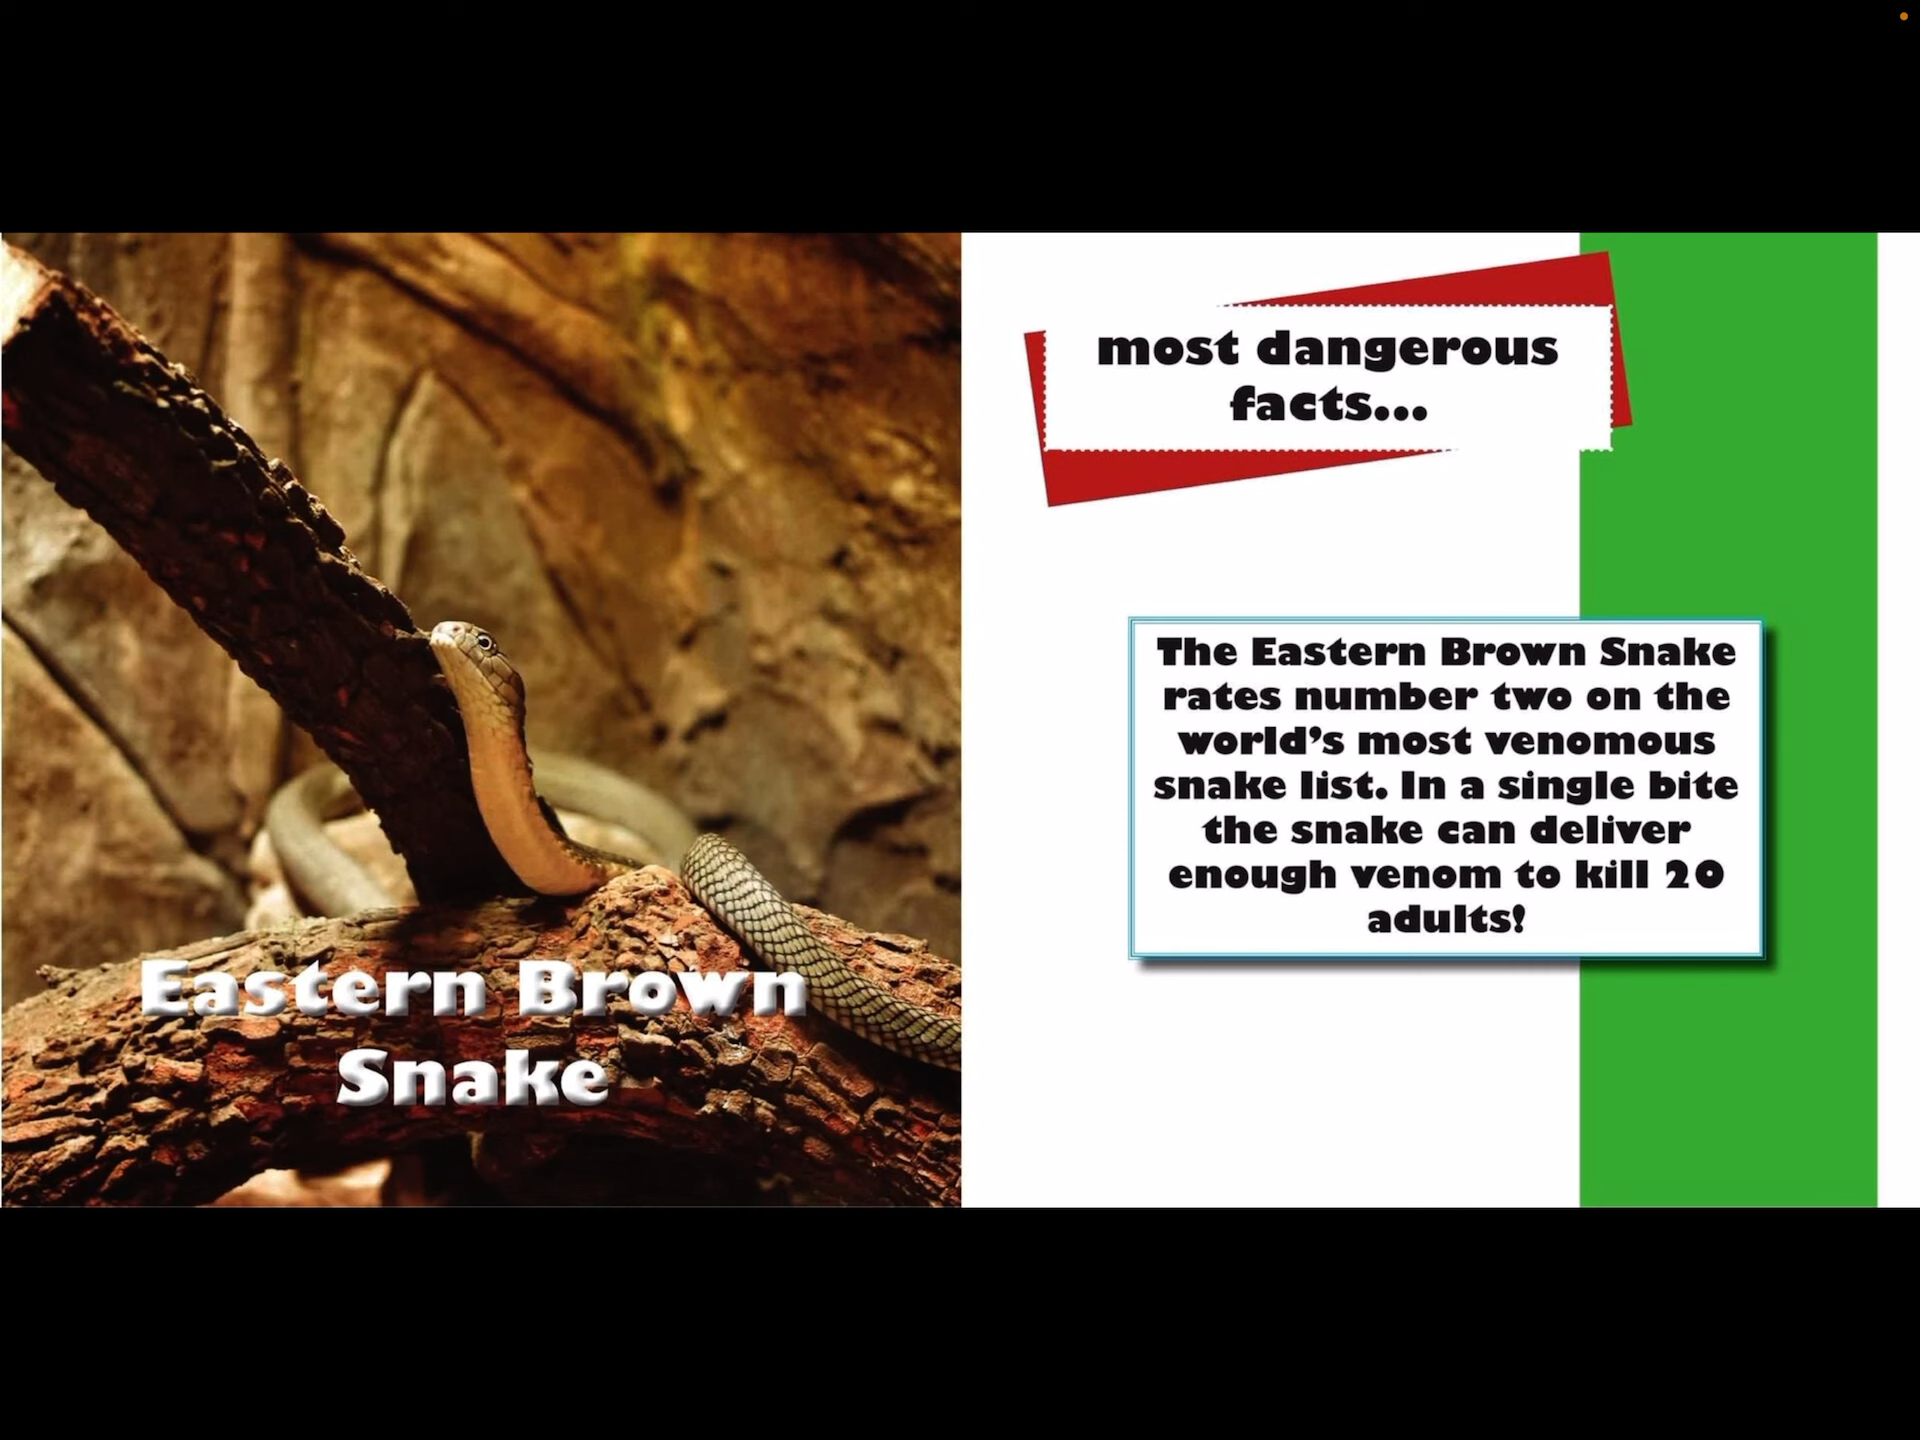 Eastern Brown
Snake
most dangerous
facts...
The Eastern Brown Snake
rates number two on the
world's most venomous
snake list. In a single bite
the snake can deliver
enough venom to kill 20
adults!